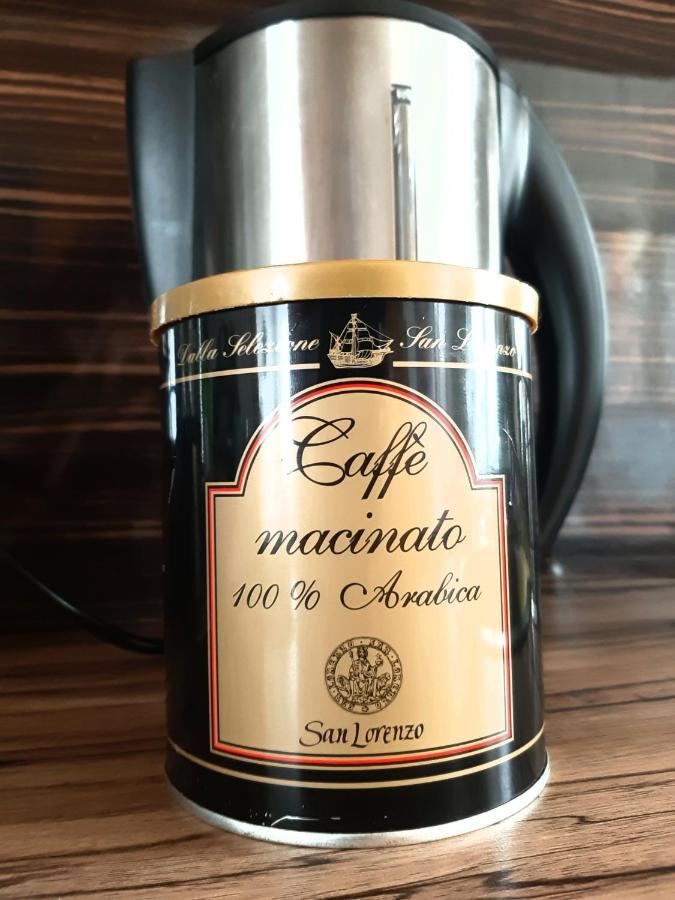 Dalla Selezione San Lorenzo
Caffè
macinato
100 % Arabica
San Lorenzo